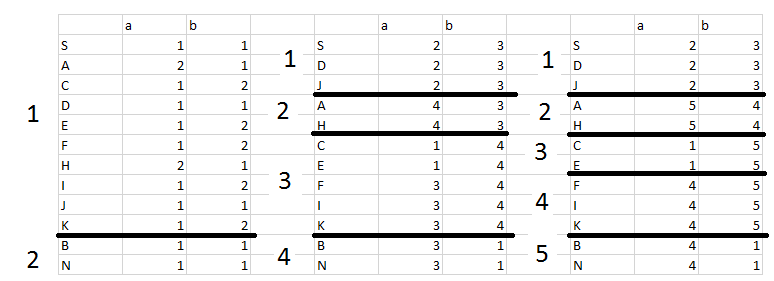 a b a b a b
S 1 1 S 2 3 S 2 3
A 2 1 1 D 2 3 1 D 2 3
C 1 2 J 2 3 J 2 3
1 D 1 1 2 A 4 3 2 A 5 4
E 1 2 H 4 3 H 5 4
F 1 2 C 1 4 3 C 1 5
H 2 1 E 1 4 E 1 5
I 1 2 3 F 3 4 F 4 5
J 1 1 I 3 4 4 I 4 5
K 1 2 K 3 4 K 4 5
B 1 1 B 3 1 5 B 4 1
2 N 1 1 4 N 3 1 N 4 1